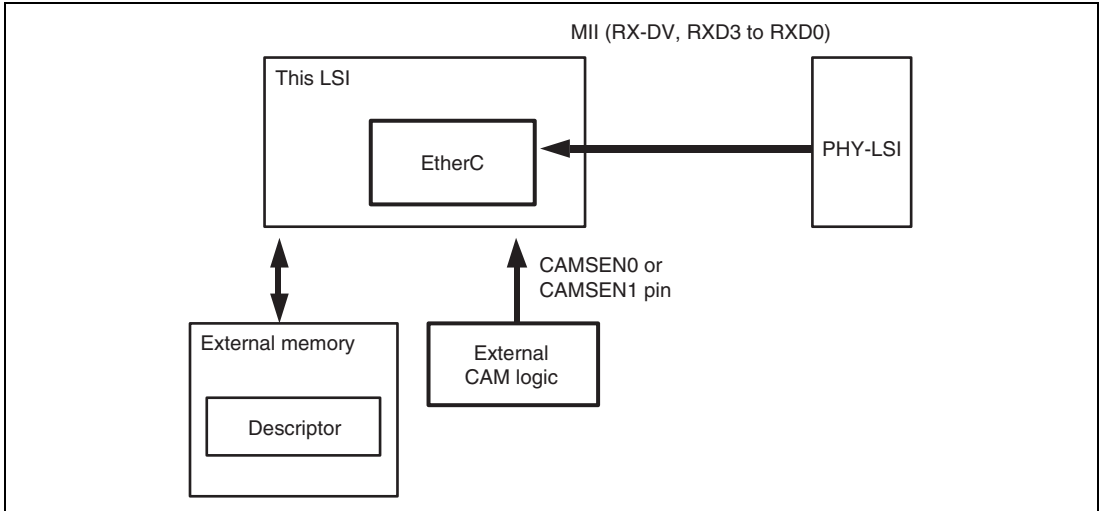 MII (RX-DV, RXD3 to RXD0)
This LSI
EtherC
PHY-LSI
CAMSEN0 or
CAMSEN1 pin
External memory
Descriptor
External
CAM logic